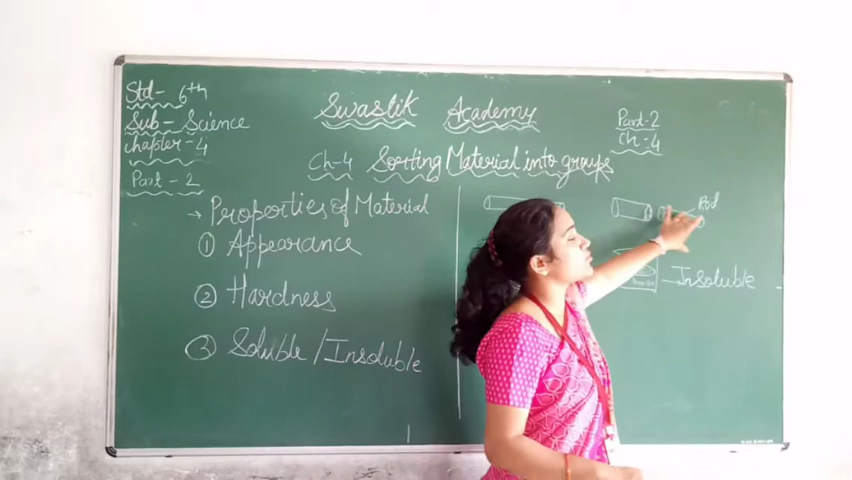 Std- 6th
Sub- Science
Chapter-4
Part-2
Swastik Academy
Part-2
Ch-4
Ch-4 Sorting Material into groups
→ Properties of Material
① Appearance
② Hardness
③ Soluble/Insoluble
Rod
→ Insoluble